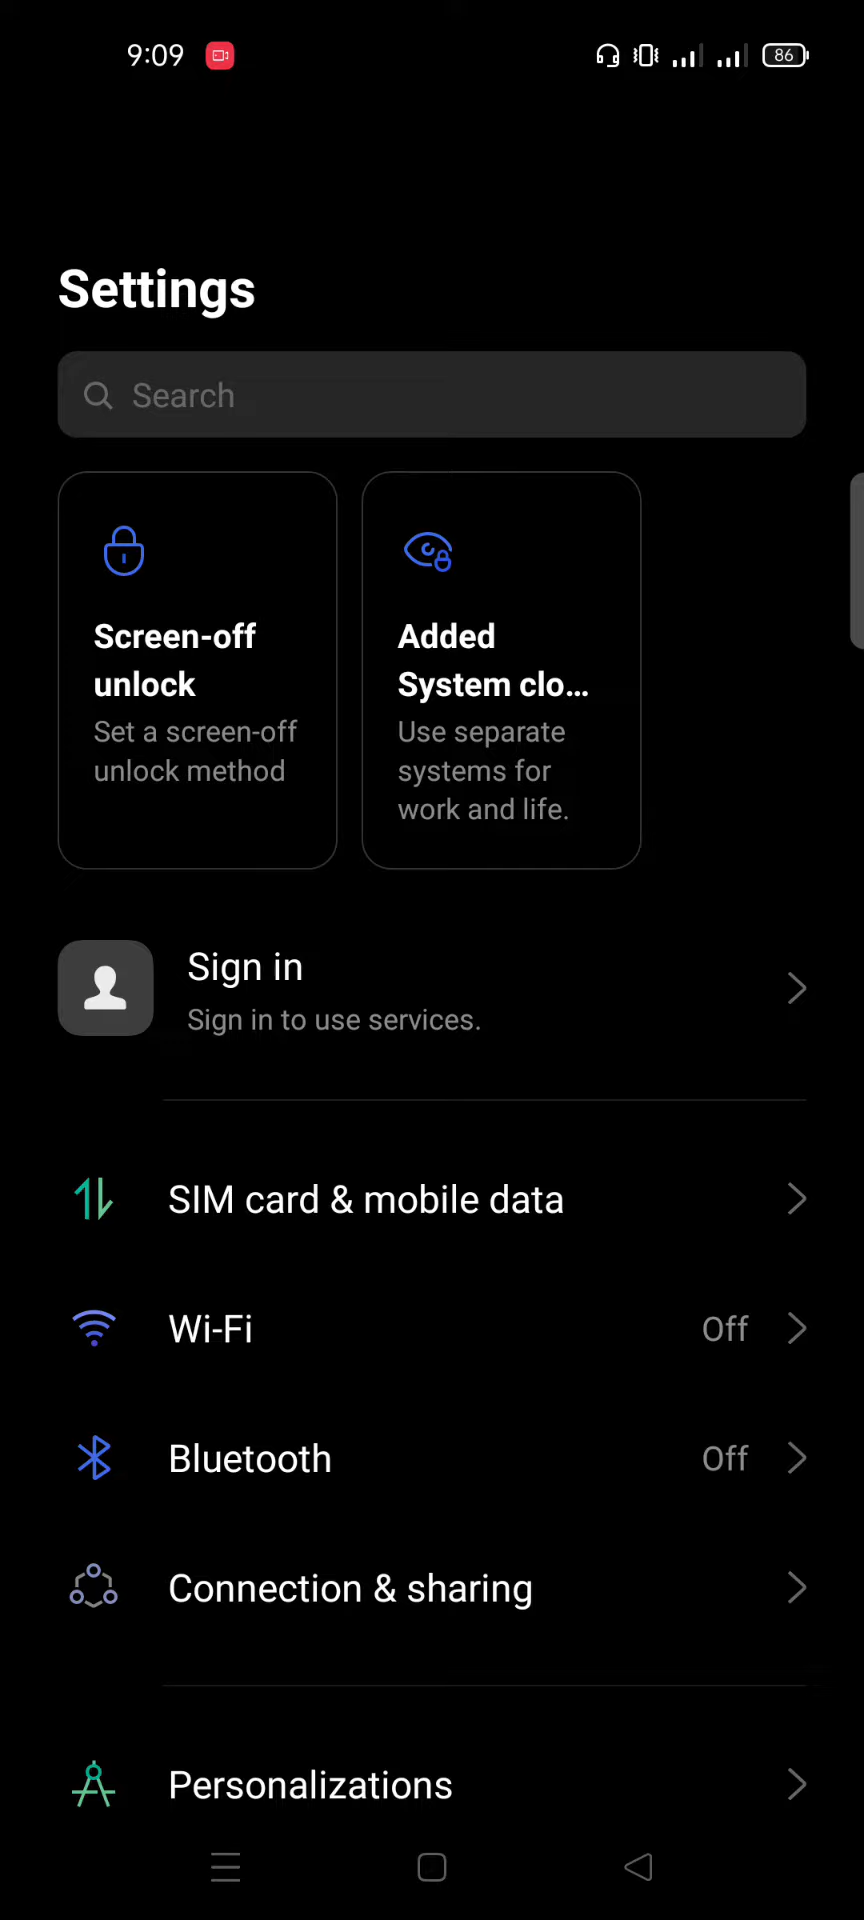 9:09
86
Settings
Search
Screen-off
unlock
Set a screen-off
unlock method
Added
System clo...
Use separate
systems for
work and life.
Sign in
Sign in to use services.
SIM card & mobile data
Wi-Fi Off
Bluetooth Off
Connection & sharing
Personalizations